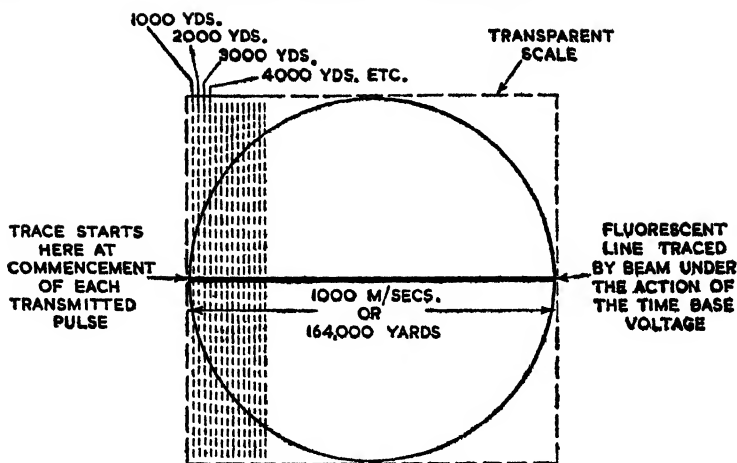 1000 YDS.
2000 YDS.
3000 YDS.
4000 YDS. ETC.
TRANSPARENT
SCALE
TRACE STARTS
HERE AT
COMMENCEMENT
OF EACH
TRANSMITTED
PULSE
1000 M/SECS.
OR
164,000 YARDS
FLUORESCENT
LINE TRACED
BY BEAM UNDER
THE ACTION OF
THE TIME BASE
VOLTAGE